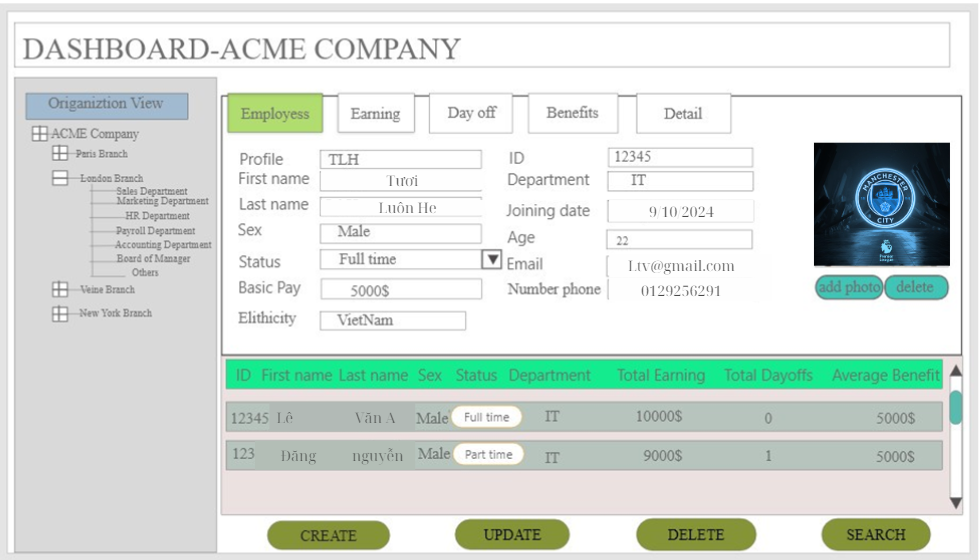 DASHBOARD-ACME COMPANY
Origaniztion View
ACME Company
Paris Branch
London Branch
Sales Department
Marketing Department
HR Department
Payroll Department
Accounting Department
Board of Manager
Others
Veine Branch
New York Branch
Employess Earning Day off Benefits Detail
Profile TLH
First name Tươi
Last name Luôn He
Sex Male
Status Full time
Basic Pay 5000$
Elithicity VietNam
ID 12345
Department IT
Joining date 9/10/2024
Age 22
Email Ltv@gmail.com
Number phone 0129256291
MANCHESTER
CITY
Premier
League
add photo delete
ID First name Last name Sex Status Department Total Earning Total Dayoffs Average Benefit
12345 Lê Văn A Male Full time IT 10000$ 0 5000$
123 Đăng nguyễn Male Part time IT 9000$ 1 5000$
CREATE UPDATE DELETE SEARCH